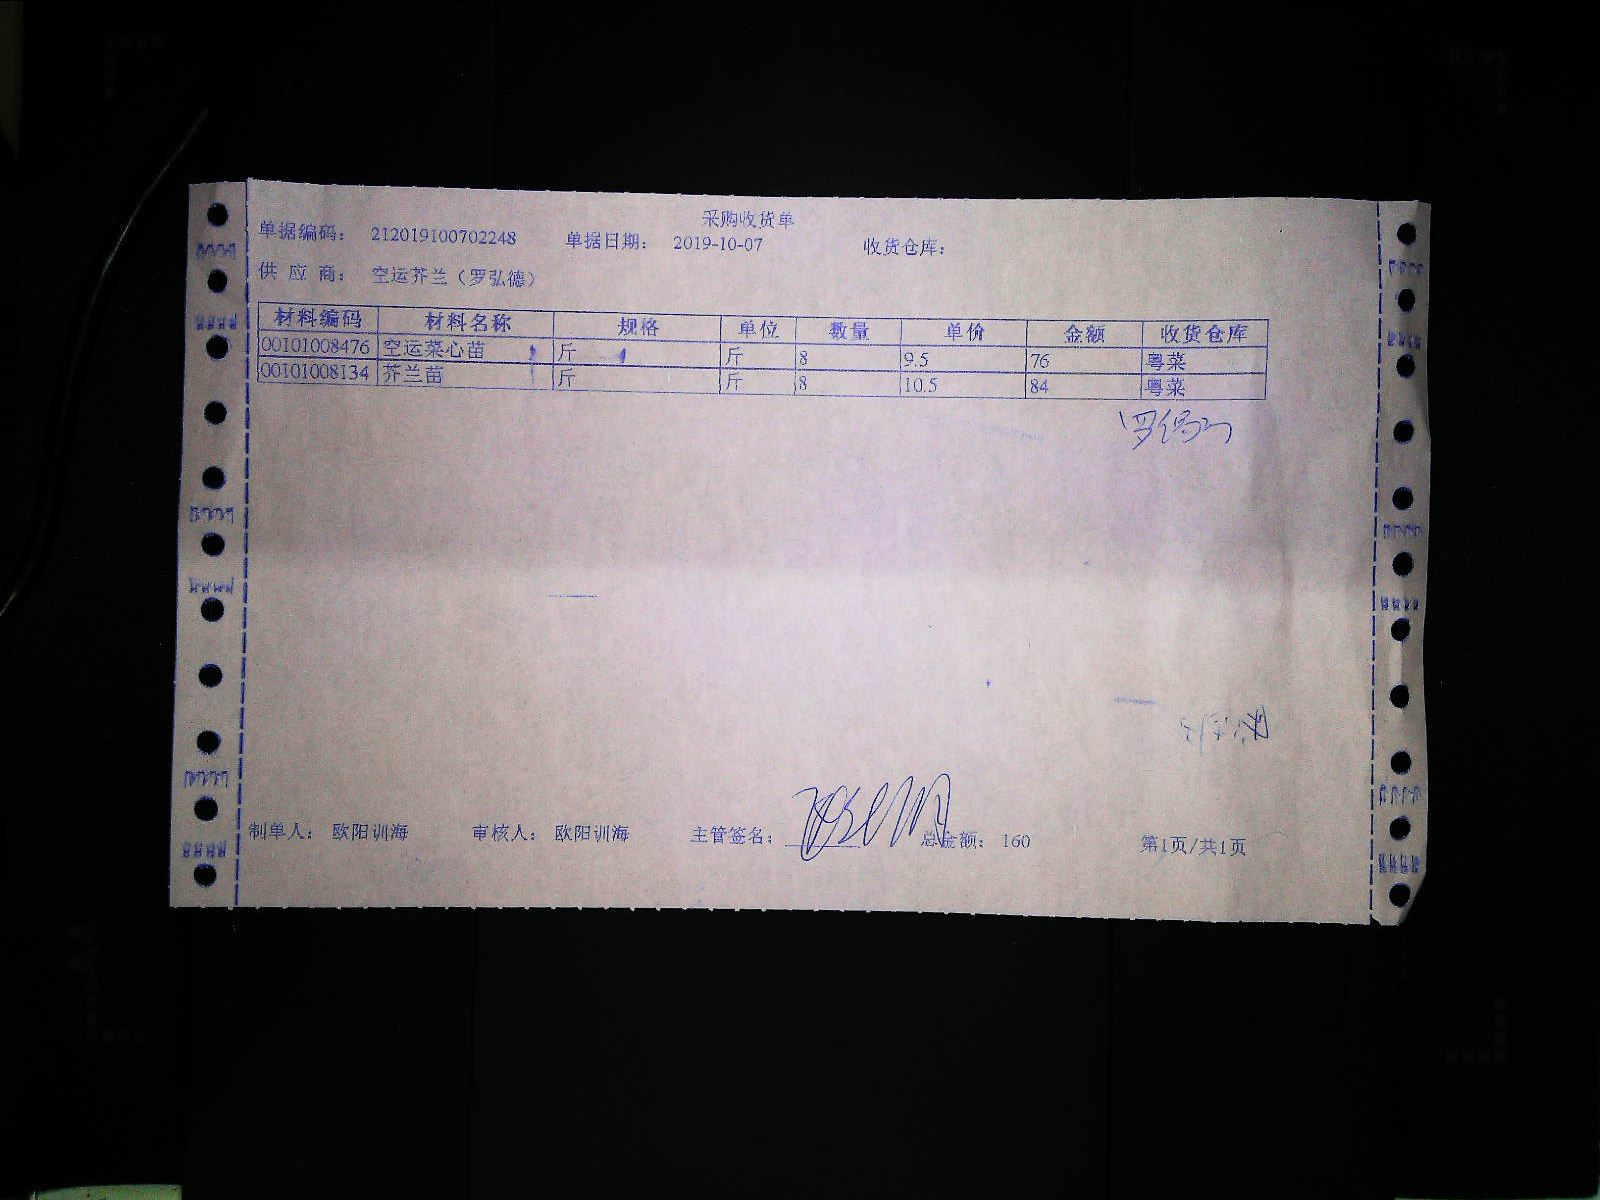 采购收货单
单据编码： 212019100702248 单据日期： 2019-10-07 收货仓库：
供 应 商： 空运芥兰（罗弘德）
材料编码 材料名称 规格 单位 数量 单价 金额 收货仓库
00101008476 空运菜心苗 斤 斤 8 9.5 76 粤菜
00101008134 芥兰苗 斤 斤 8 10.5 84 粤菜
制单人： 欧阳训海 审核人： 欧阳训海 主管签名： 总金额： 160 第1页/共1页